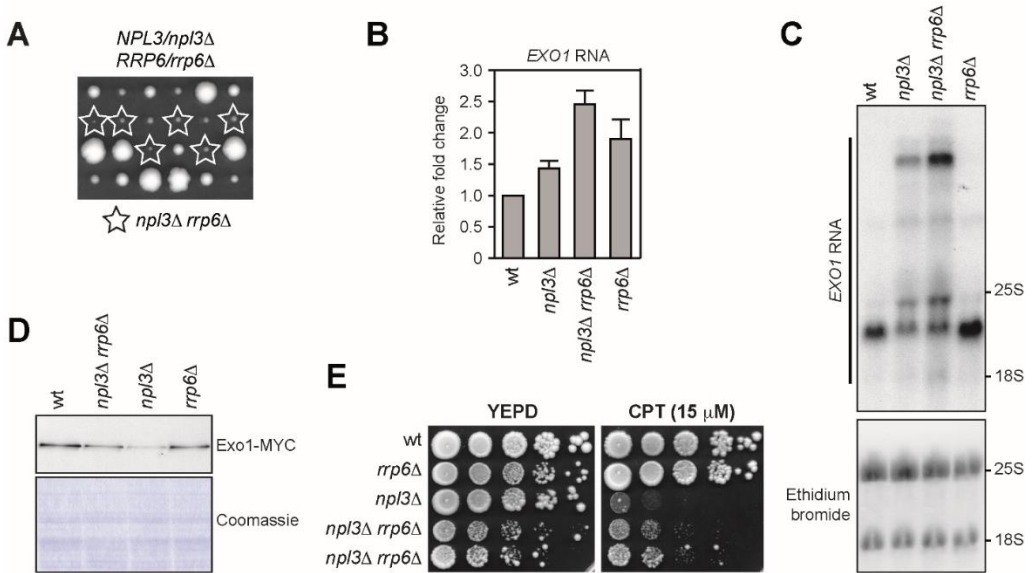 A
NPL3/npl3Δ
RRP6/rrp6Δ
npl3Δ rrp6Δ
B
EXO1 RNA
Relative fold change
3.0
2.5
2.0
1.5
1.0
0.5
0
wt
npl3Δ
npl3Δ rrp6Δ
rrp6Δ
C
wt
npl3Δ
npl3Δ rrp6Δ
rrp6Δ
EXO1 RNA
25S
18S
Ethidium
bromide
25S
18S
D
wt
npl3Δ rrp6Δ
npl3Δ
rrp6Δ
Exo1-MYC
Coomassie
E
YEPD
CPT (15 μM)
wt
rrp6Δ
npl3Δ
npl3Δ rrp6Δ
npl3Δ rrp6Δ